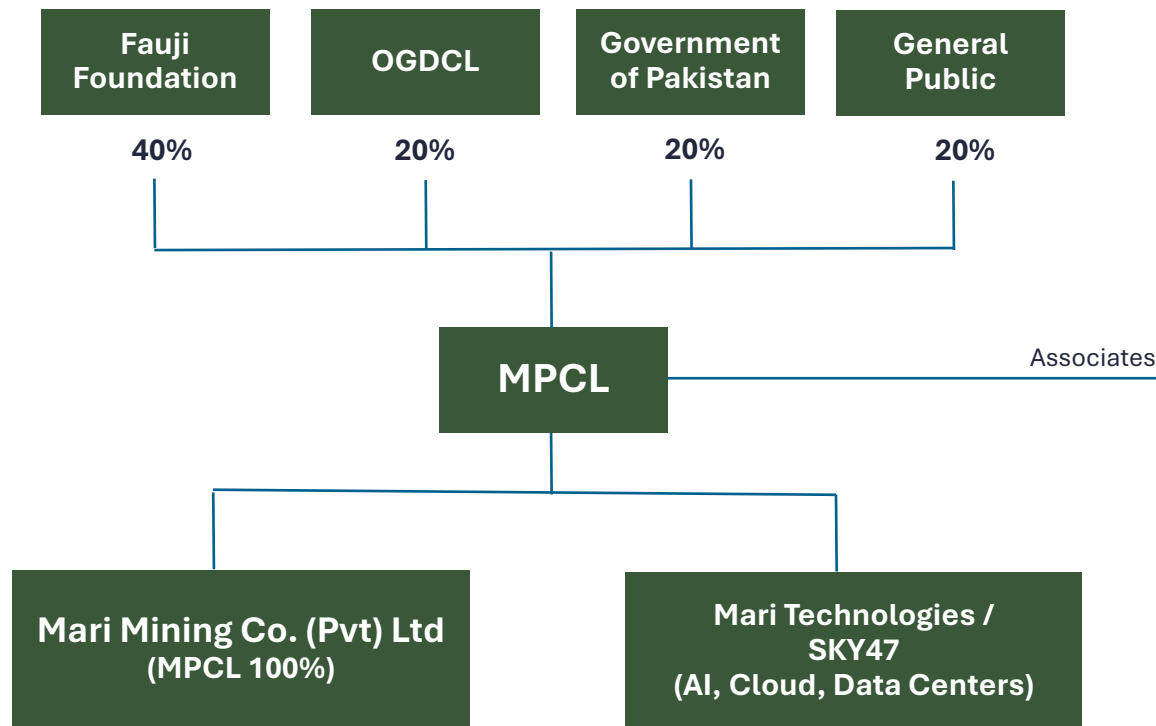 Fauji
Foundation
OGDCL
Government
of Pakistan
General
Public
40%
20%
20%
20%
MPCL
Associates
Mari Mining Co. (Pvt) Ltd
(MPCL 100%)
Mari Technologies /
SKY47
(AI, Cloud, Data Centers)